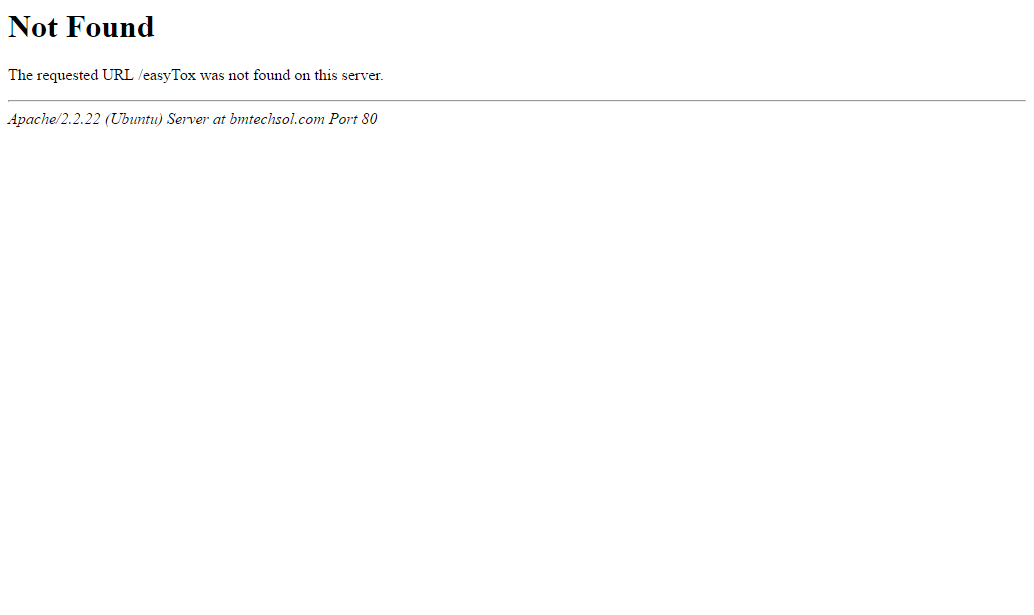 Not Found
The requested URL /easyTox was not found on this server.
Apache/2.2.22 (Ubuntu) Server at bmtechsol.com Port 80